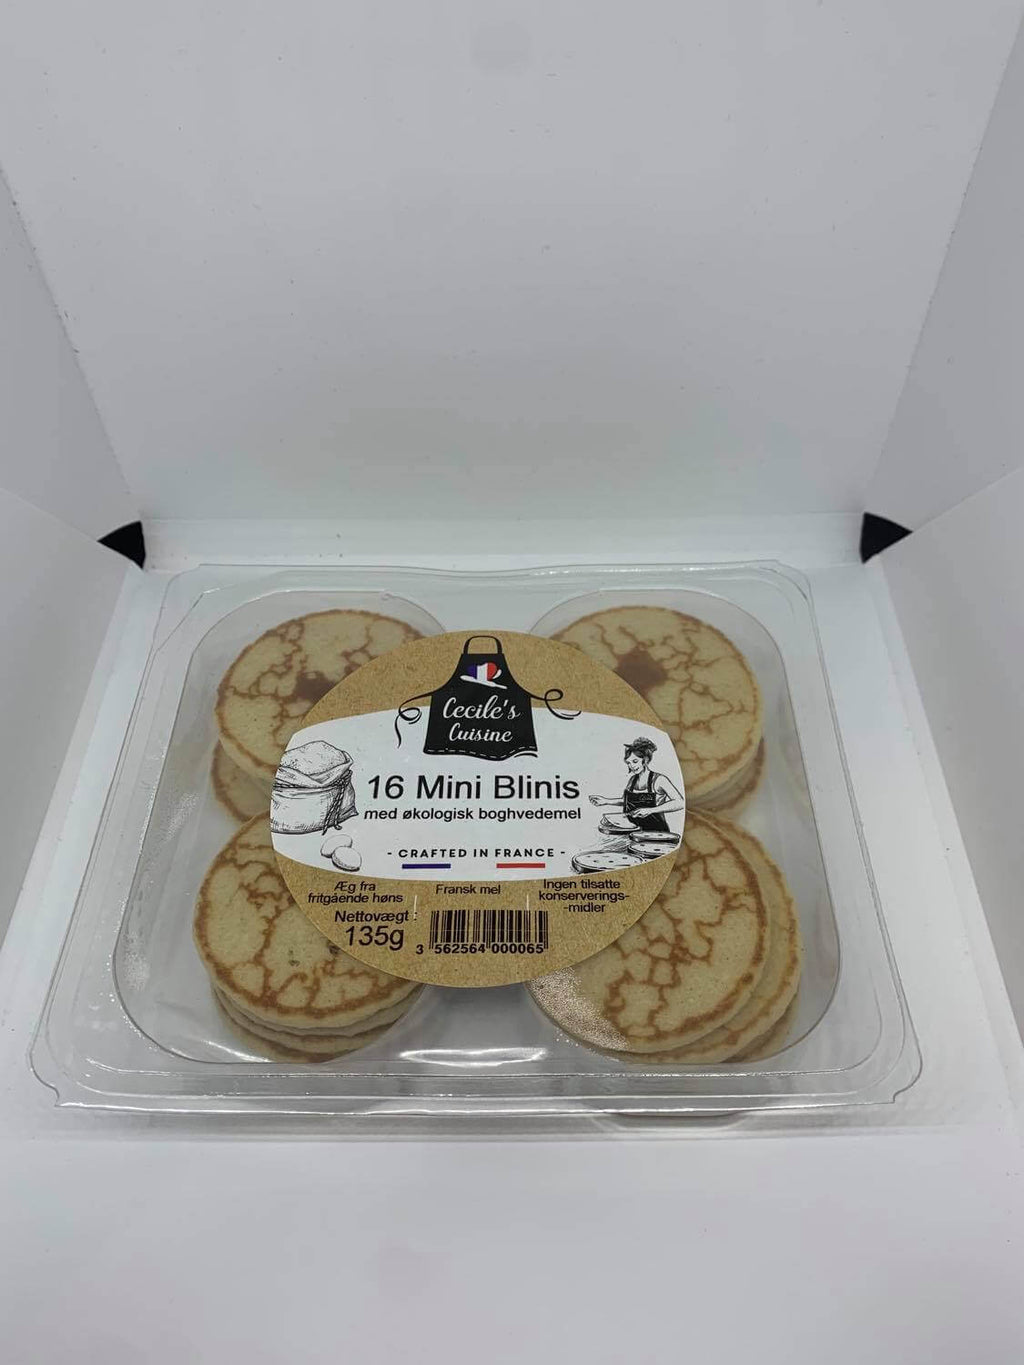 Cecile's
Cuisine
16 Mini Blinis
med økologisk boghvedemel
- CRAFTED IN FRANCE -
Æg fra
fritgående høns
Fransk mel
Ingen tilsatte
konserverings-
-midler
Nettovægt :
135g
3 562564 000065